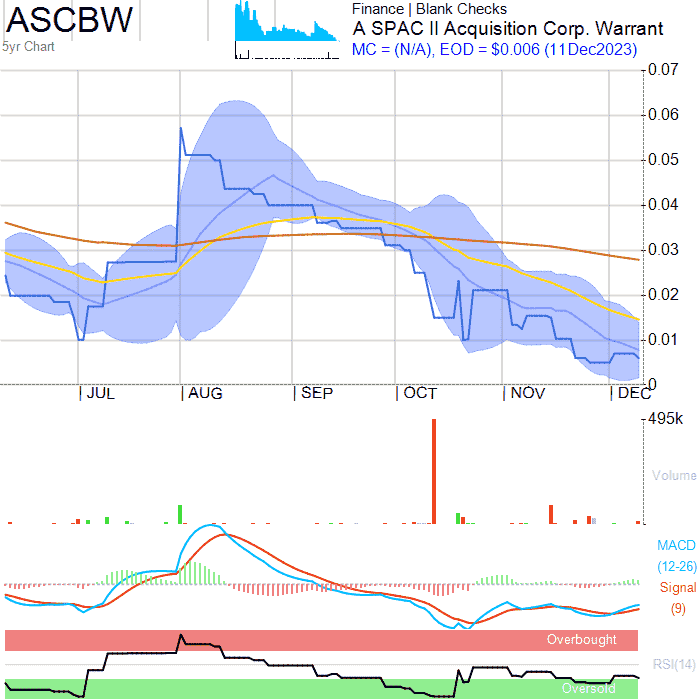 ASCBW
5yr Chart
Finance | Blank Checks
A SPAC II Acquisition Corp. Warrant
MC = (N/A), EOD = $0.006 (11Dec2023)
0.07
0.06
0.05
0.04
0.03
0.02
0.01
0
JUL
AUG
SEP
OCT
NOV
DEC
495k
Volume
MACD
(12-26)
Signal
(9)
Overbought
RSI(14)
Oversold